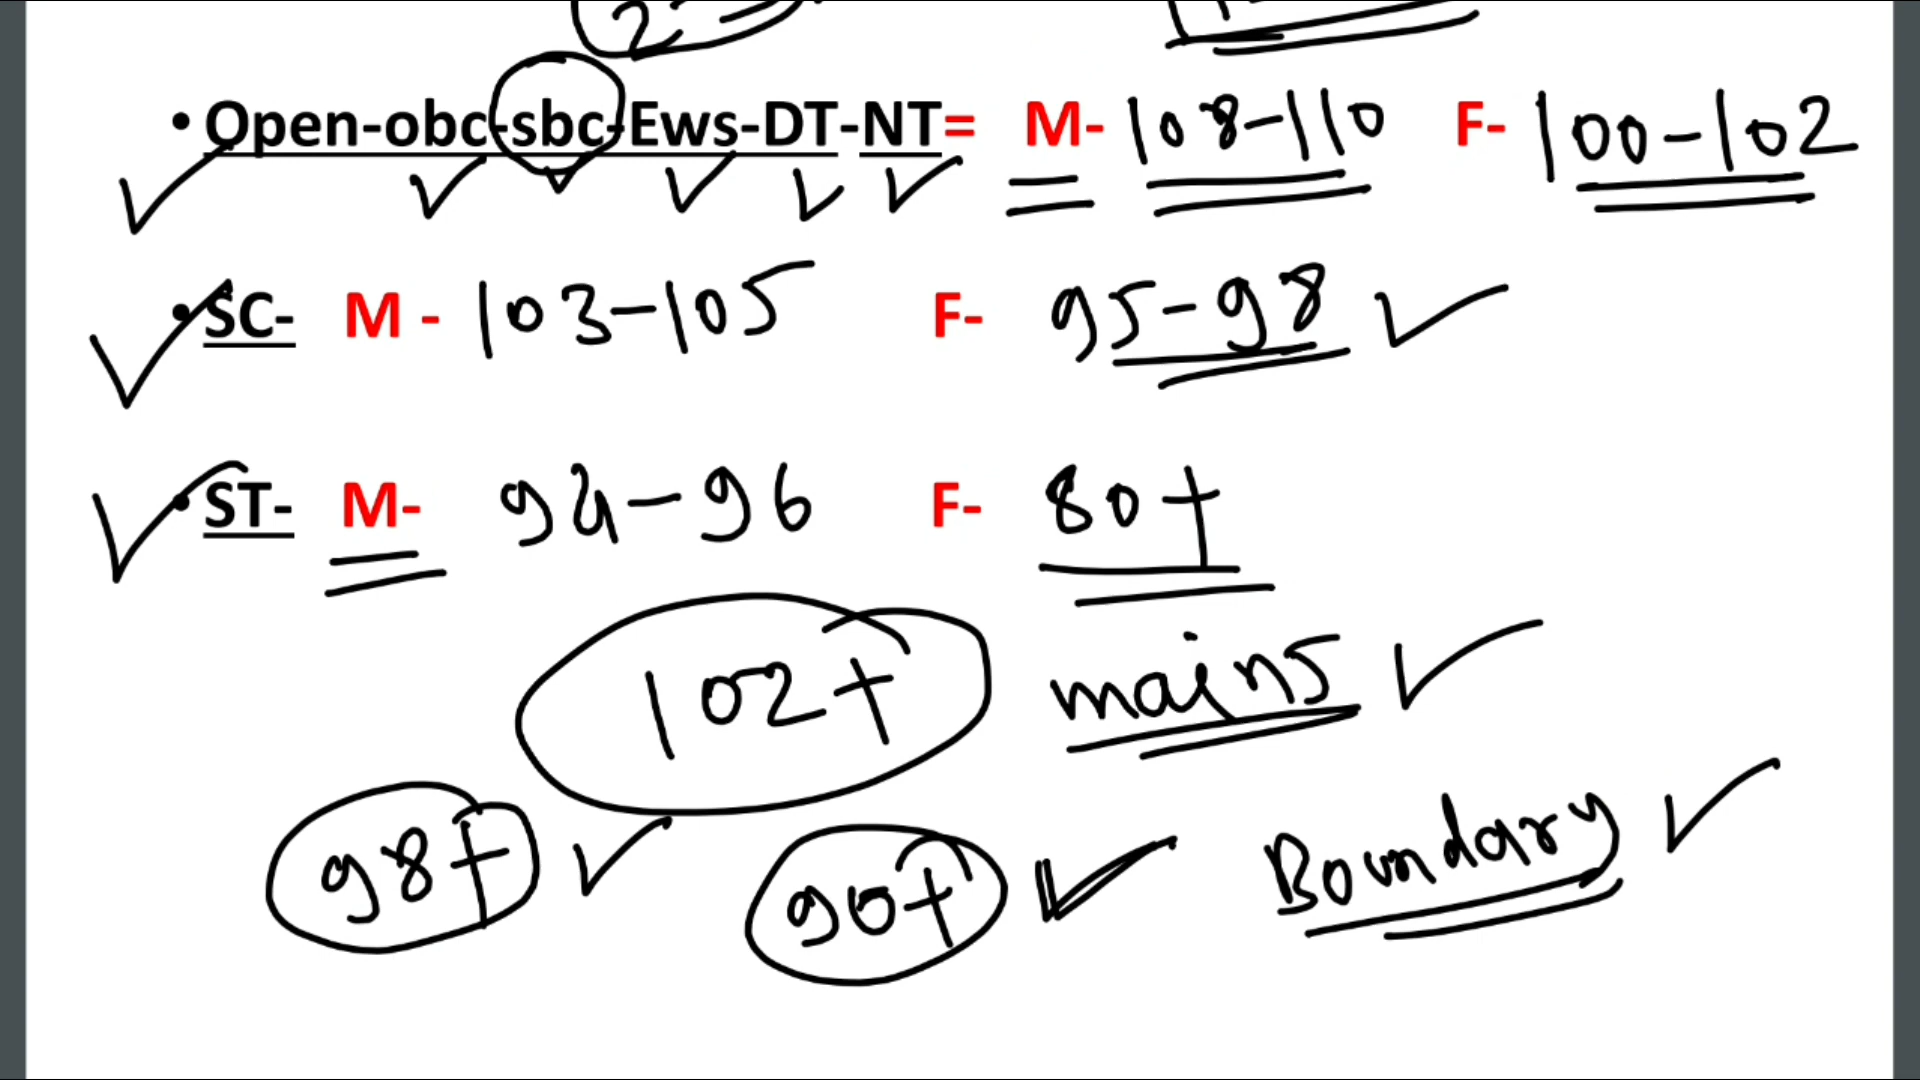 • Open-obc-sbc-Ews-DT-NT= M- 108-110 F- 100-102
• SC- M - 103-105 F- 95-98
• ST- M- 94-96 F- 80+
102+ mains
98+ 90+ Boundary